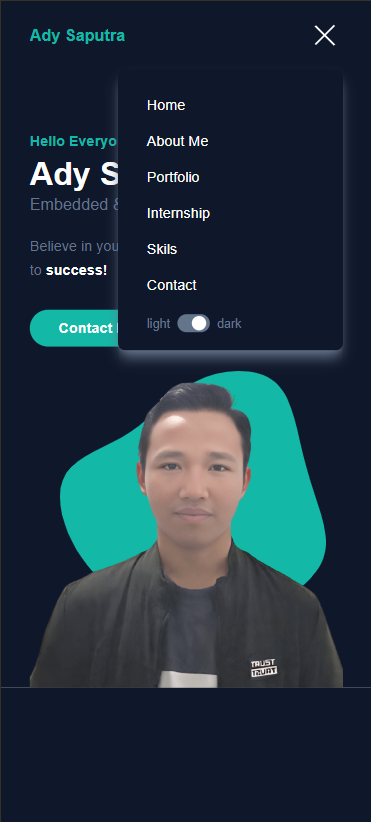 Ady Saputra
Home
About Me
Portfolio
Internship
Skils
Contact
light dark
Hello Everyo
Ady S
Embedded &
Believe in you
to success!
Contact
TRUST